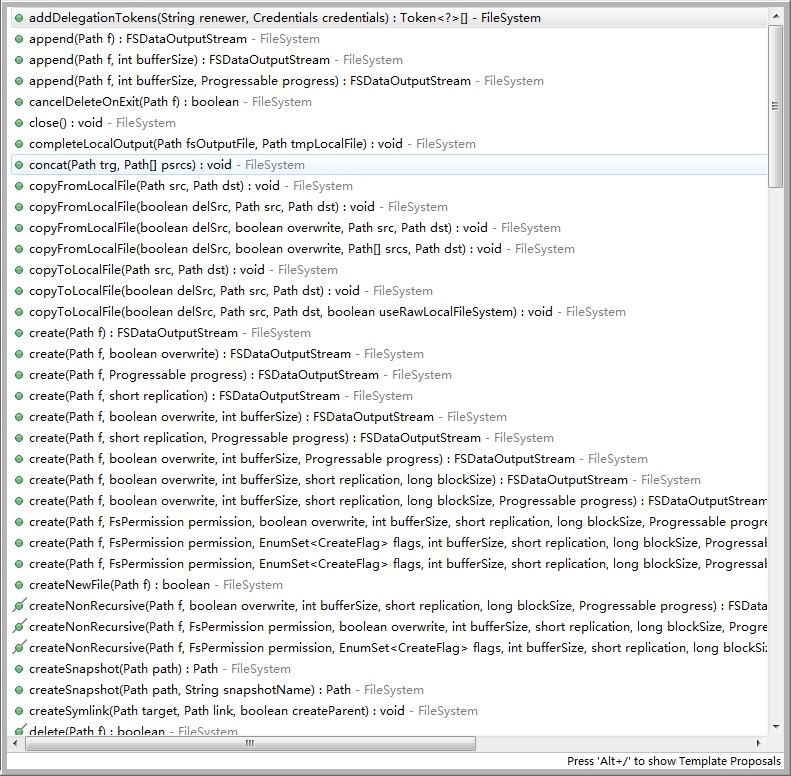 addDelegationTokens(String renewer, Credentials credentials) : Token<?>[] - FileSystem
append(Path f) : FSDataOutputStream - FileSystem
append(Path f, int bufferSize) : FSDataOutputStream - FileSystem
append(Path f, int bufferSize, Progressable progress) : FSDataOutputStream - FileSystem
cancelDeleteOnExit(Path f) : boolean - FileSystem
close() : void - FileSystem
completeLocalOutput(Path fsOutputFile, Path tmpLocalFile) : void - FileSystem
concat(Path trg, Path[] psrcs) : void - FileSystem
copyFromLocalFile(Path src, Path dst) : void - FileSystem
copyFromLocalFile(boolean delSrc, Path src, Path dst) : void - FileSystem
copyFromLocalFile(boolean delSrc, boolean overwrite, Path src, Path dst) : void - FileSystem
copyFromLocalFile(boolean delSrc, boolean overwrite, Path[] srcs, Path dst) : void - FileSystem
copyToLocalFile(Path src, Path dst) : void - FileSystem
copyToLocalFile(boolean delSrc, Path src, Path dst) : void - FileSystem
copyToLocalFile(boolean delSrc, Path src, Path dst, boolean useRawLocalFileSystem) : void - FileSystem
create(Path f) : FSDataOutputStream - FileSystem
create(Path f, boolean overwrite) : FSDataOutputStream - FileSystem
create(Path f, Progressable progress) : FSDataOutputStream - FileSystem
create(Path f, short replication) : FSDataOutputStream - FileSystem
create(Path f, boolean overwrite, int bufferSize) : FSDataOutputStream - FileSystem
create(Path f, short replication, Progressable progress) : FSDataOutputStream - FileSystem
create(Path f, boolean overwrite, int bufferSize, Progressable progress) : FSDataOutputStream - FileSystem
create(Path f, boolean overwrite, int bufferSize, short replication, long blockSize) : FSDataOutputStream - FileSystem
create(Path f, boolean overwrite, int bufferSize, short replication, long blockSize, Progressable progress) : FSDataOutputStream
create(Path f, FsPermission permission, boolean overwrite, int bufferSize, short replication, long blockSize, Progressable progre
create(Path f, FsPermission permission, EnumSet<CreateFlag> flags, int bufferSize, short replication, long blockSize, Progressab
create(Path f, FsPermission permission, EnumSet<CreateFlag> flags, int bufferSize, short replication, long blockSize, Progressab
createNewFile(Path f) : boolean - FileSystem
createNonRecursive(Path f, boolean overwrite, int bufferSize, short replication, long blockSize, Progressable progress) : FSData
createNonRecursive(Path f, FsPermission permission, boolean overwrite, int bufferSize, short replication, long blockSize, Progre
createNonRecursive(Path f, FsPermission permission, EnumSet<CreateFlag> flags, int bufferSize, short replication, long blockSi
createSnapshot(Path path) : Path - FileSystem
createSnapshot(Path path, String snapshotName) : Path - FileSystem
createSymlink(Path target, Path link, boolean createParent) : void - FileSystem
delete(Path f) : boolean - FileSystem
Press 'Alt+/' to show Template Proposals